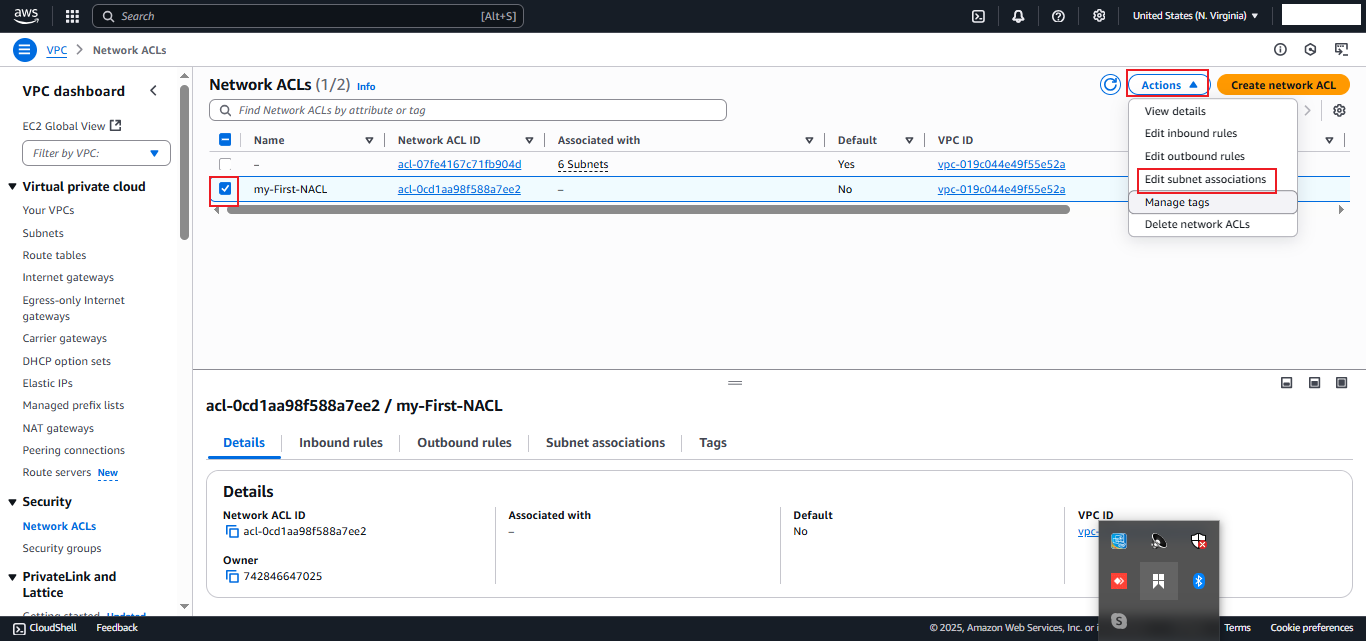 aws
Search [Alt+S]
United States (N. Virginia)
VPC > Network ACLs
VPC dashboard
EC2 Global View
Filter by VPC:
Virtual private cloud
Your VPCs
Subnets
Route tables
Internet gateways
Egress-only Internet
gateways
Carrier gateways
DHCP option sets
Elastic IPs
Managed prefix lists
NAT gateways
Peering connections
Route servers New
Security
Network ACLs
Security groups
PrivateLink and
Lattice
Getting started Updated
Network ACLs (1/2) Info
Actions
Create network ACL
Find Network ACLs by attribute or tag
View details
Edit inbound rules
Edit outbound rules
Edit subnet associations
Manage tags
Delete network ACLs
Name Network ACL ID Associated with Default VPC ID
– acl-07fe4167c71fb904d 6 Subnets Yes vpc-019c044e49f55e52a
my-First-NACL acl-0cd1aa98f588a7ee2 – No vpc-019c044e49f55e52a
acl-0cd1aa98f588a7ee2 / my-First-NACL
Details Inbound rules Outbound rules Subnet associations Tags
Details
Network ACL ID
acl-0cd1aa98f588a7ee2
Associated with
–
Default
No
VPC ID
vpc-
Owner
742846647025
CloudShell Feedback
© 2025, Amazon Web Services, Inc. or i
Terms Cookie preferences